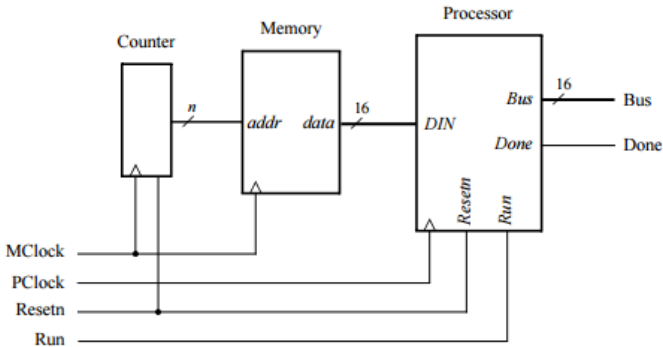 Processor
Memory
Counter
n
16
16
addr
data
DIN
Bus
Bus
Done
Done
Resetn
Run
MClock
PClock
Resetn
Run